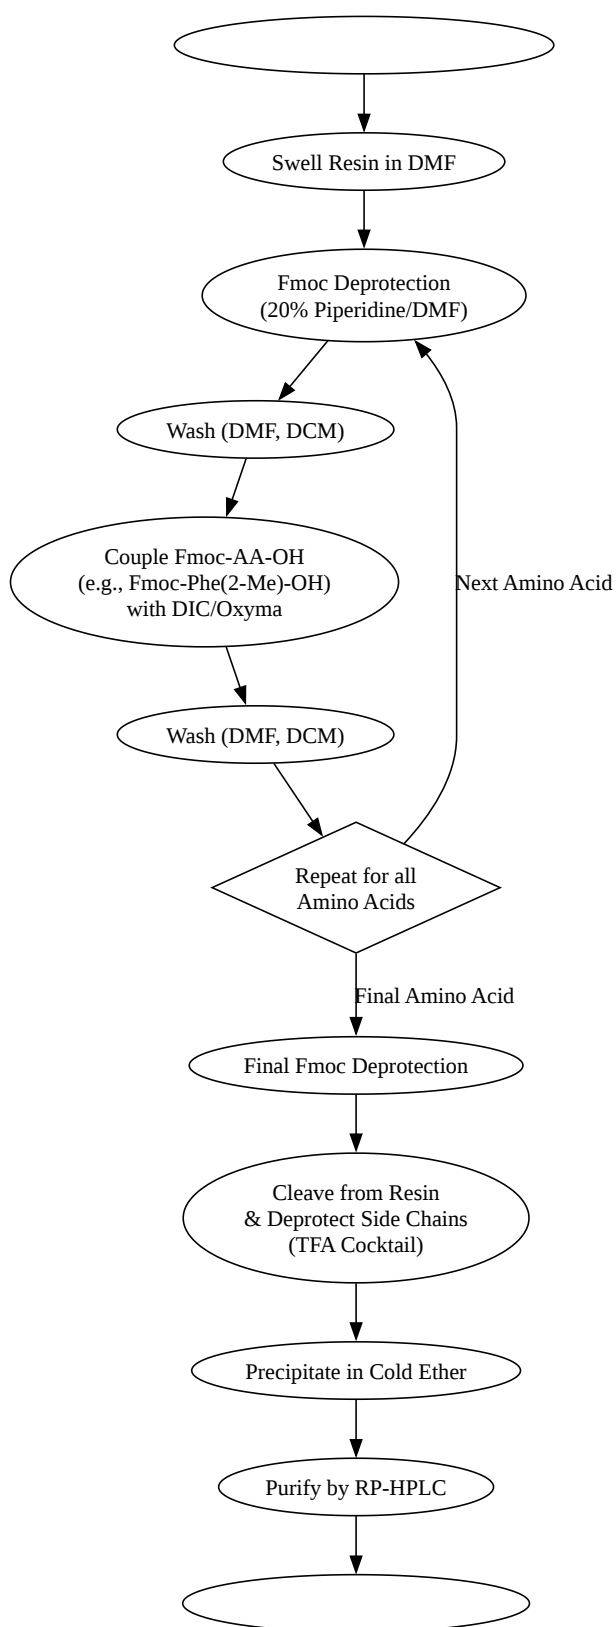 Swell Resin in DMF
Fmoc Deprotection
(20% Piperidine/DMF)
Wash (DMF, DCM)
Couple Fmoc-AA-OH
(e.g., Fmoc-Phe(2-Me)-OH)
with DIC/Oxyma
Next Amino Acid
Wash (DMF, DCM)
Repeat for all
Amino Acids
Final Amino Acid
Final Fmoc Deprotection
Cleave from Resin
& Deprotect Side Chains
(TFA Cocktail)
Precipitate in Cold Ether
Purify by RP-HPLC